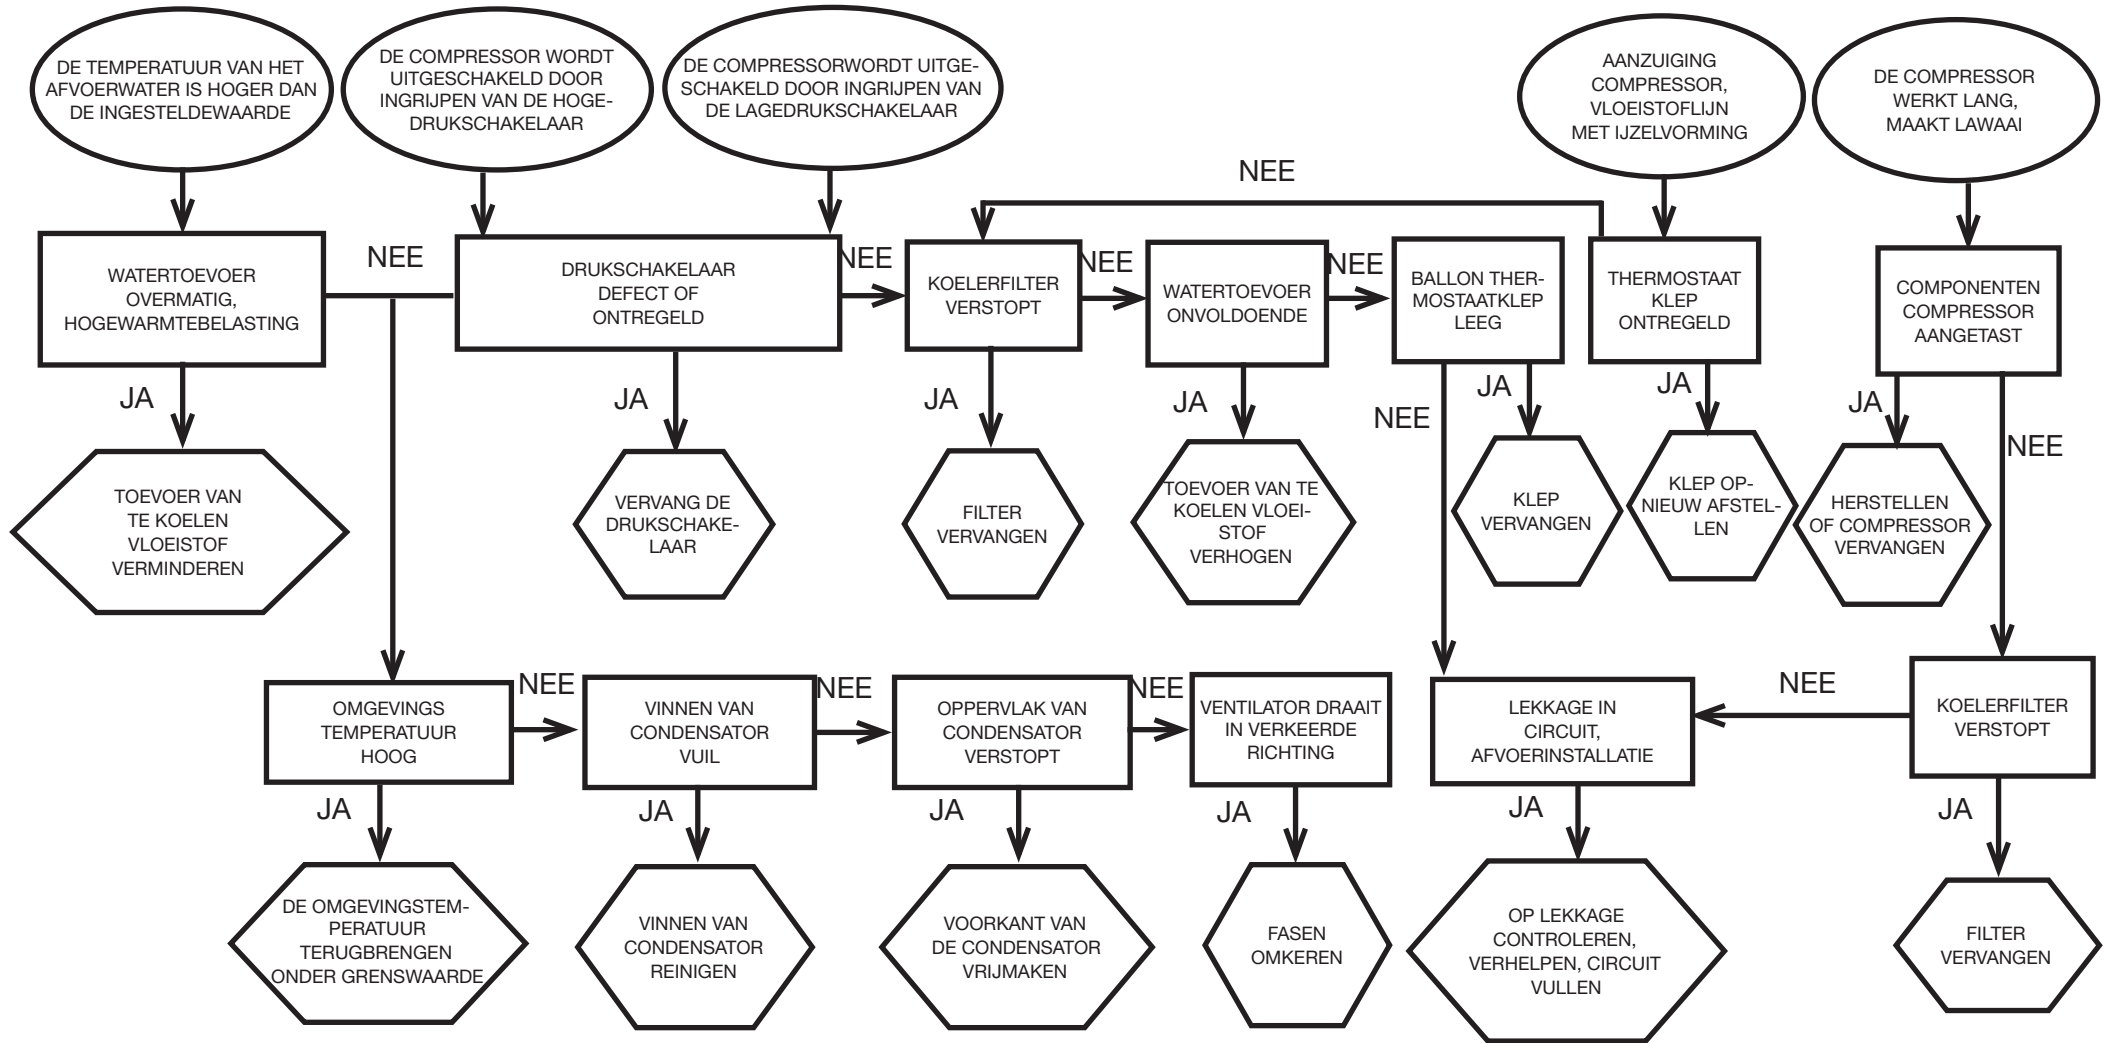 DE TEMPERATUUR VAN HET
AFVOERWATER IS HOGER DAN
DE INGESTELDEWAARDE
DE COMPRESSOR WORDT
UITGESCHAKELD DOOR
INGRIJPEN VAN DE HOGE-
DRUKSCHAKELAAR
DE COMPRESSORWORDT UITGE-
SCHAKELD DOOR INGRIJPEN VAN
DE LAGEDRUKSCHAKELAAR
AANZUIGING
COMPRESSOR,
VLOEISTOFLIJN
MET IJZELVORMING
DE COMPRESSOR
WERKT LANG,
MAAKT LAWAAI
NEE
WATERTOEVOER
OVERMATIG,
HOGEWARMTEBELASTING
NEE
DRUKSCHAKELAAR
DEFECT OF
ONTREGELD
NEE
KOELERFILTER
VERSTOPT
NEE
WATERTOEVOER
ONVOLDOENDE
NEE
BALLON THER-
MOSTAATKLEP
LEEG
THERMOSTAAT
KLEP
ONTREGELD
COMPONENTEN
COMPRESSOR
AANGETAST
JA
JA
JA
JA
NEE
JA
JA
JA
NEE
TOEVOER VAN
TE KOELEN
VLOEISTOF
VERMINDEREN
VERVANG DE
DRUKSCHAKE-
LAAR
FILTER
VERVANGEN
TOEVOER VAN TE
KOELEN VLOEI-
STOF
VERHOGEN
KLEP
VERVANGEN
KLEP OP-
NIEUW AFSTEL-
LEN
HERSTELLEN
OF COMPRESSOR
VERVANGEN
OMGEVINGS
TEMPERATUUR
HOOG
NEE
VINNEN VAN
CONDENSATOR
VUIL
NEE
OPPERVLAK VAN
CONDENSATOR
VERSTOPT
NEE
VENTILATOR DRAAIT
IN VERKEERDE
RICHTING
LEKKAGE IN
CIRCUIT,
AFVOERINSTALLATIE
NEE
KOELERFILTER
VERSTOPT
JA
JA
JA
JA
JA
JA
DE OMGEVINGSTEM-
PERATUUR
TERUGBRENGEN
ONDER GRENSWAARDE
VINNEN VAN
CONDENSATOR
REINIGEN
VOORKANT VAN
DE CONDENSATOR
VRIJMAKEN
FASEN
OMKEREN
OP LEKKAGE
CONTROLEREN,
VERHELPEN, CIRCUIT
VULLEN
FILTER
VERVANGEN